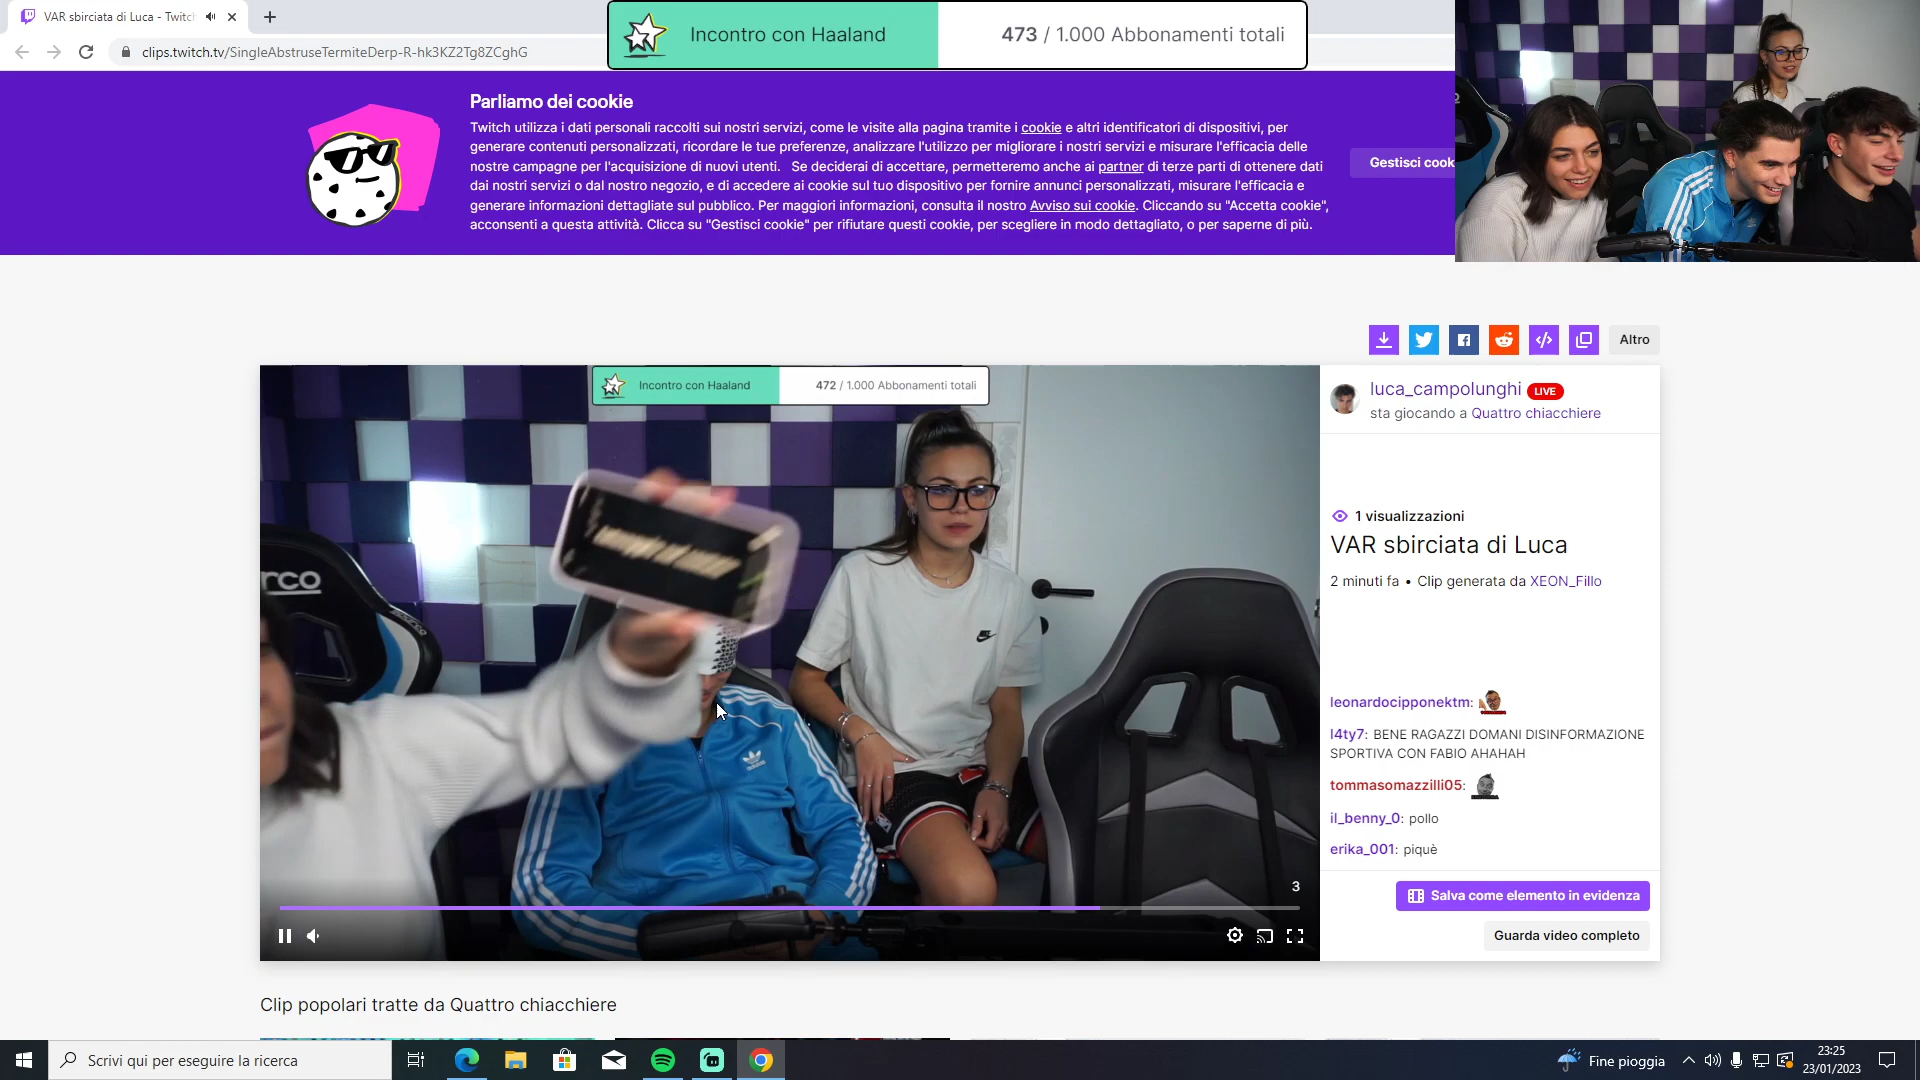 VAR sbirciata di Luca - Twitc
clips.twitch.tv/SingleAbstruseTermiteDerp-R-hk3KZ2Tg8ZCghG
Incontro con Haaland
473 / 1.000 Abbonamenti totali
Parliamo dei cookie
Twitch utilizza i dati personali raccolti sui nostri servizi, come le visite alla pagina tramite i cookie e altri identificatori di dispositivi, per
generare contenuti personalizzati, ricordare le tue preferenze, analizzare l'utilizzo per migliorare i nostri servizi e misurare l'efficacia delle
nostre campagne per l'acquisizione di nuovi utenti. Se deciderai di accettare, permetteremo anche ai partner di terze parti di ottenere dati
dai nostri servizi o dal nostro negozio, e di accedere ai cookie sul tuo dispositivo per fornire annunci personalizzati, misurare l'efficacia e
generare informazioni dettagliate sul pubblico. Per maggiori informazioni, consulta il nostro Avviso sui cookie. Cliccando su "Accetta cookie",
acconsenti a questa attività. Clicca su "Gestisci cookie" per rifiutare questi cookie, per scegliere in modo dettagliato, o per saperne di più.
Gestisci cook
Altro
Incontro con Haaland
472 / 1.000 Abbonamenti totali
rco
3
luca_campolunghi LIVE
sta giocando a Quattro chiacchiere
1 visualizzazioni
VAR sbirciata di Luca
2 minuti fa • Clip generata da XEON_Fillo
leonardocipponektm:
l4ty7: BENE RAGAZZI DOMANI DISINFORMAZIONE
SPORTIVA CON FABIO AHAHAH
tommasomazzilli05:
il_benny_0: pollo
erika_001: piquè
Salva come elemento in evidenza
Guarda video completo
Clip popolari tratte da Quattro chiacchiere
Scrivi qui per eseguire la ricerca
Fine pioggia
23:25
23/01/2023